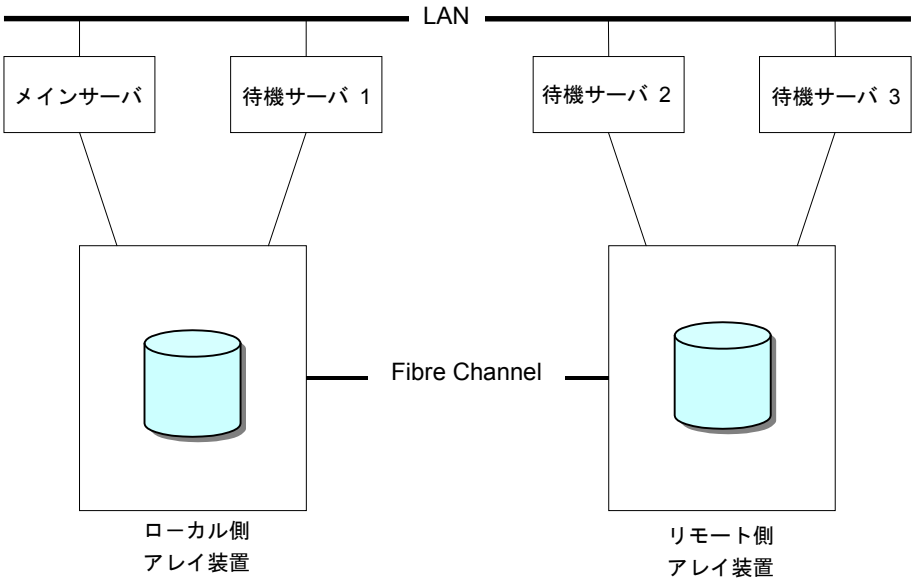 LAN
メインサーバ
待機サーバ 1
待機サーバ 2
待機サーバ 3
Fibre Channel
ローカル側
アレイ装置
リモート側
アレイ装置